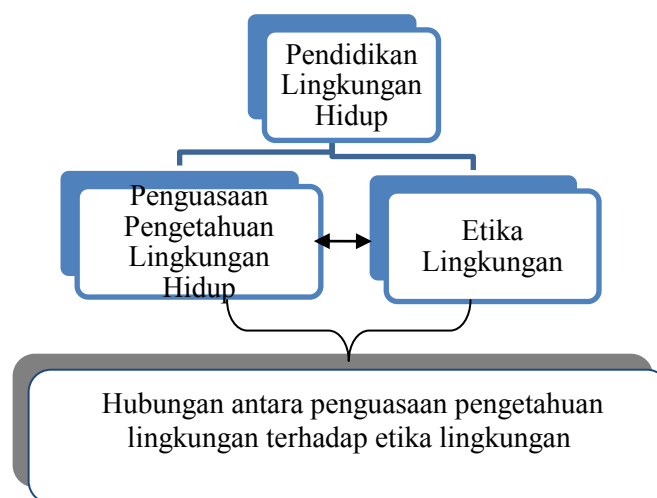 Pendidikan
Lingkungan
Hidup
Penguasaan
Pengetahuan
Lingkungan
Hidup
Etika
Lingkungan
Hubungan antara penguasaan pengetahuan
lingkungan terhadap etika lingkungan